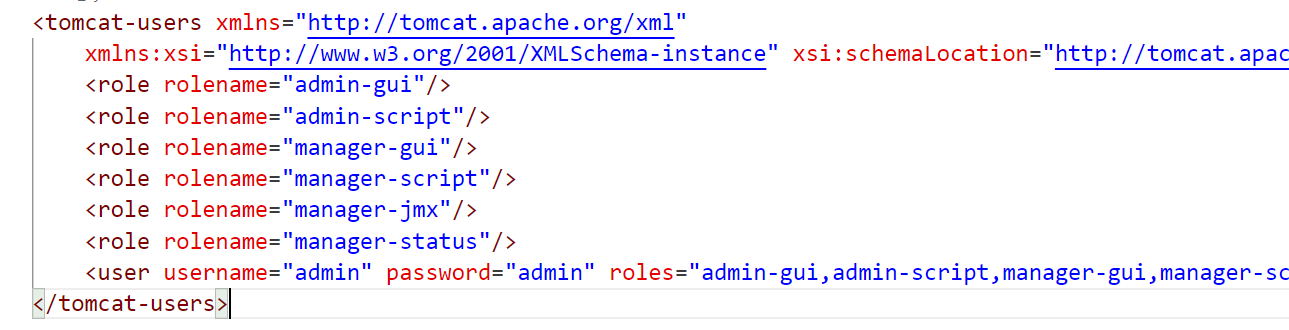 <tomcat-users xmlns="http://tomcat.apache.org/xml"
xmlns:xsi="http://www.w3.org/2001/XMLSchema-instance" xsi:schemaLocation="http://tomcat.apac
<role rolename="admin-gui"/>
<role rolename="admin-script"/>
<role rolename="manager-gui"/>
<role rolename="manager-script"/>
<role rolename="manager-jmx"/>
<role rolename="manager-status"/>
<user username="admin" password="admin" roles="admin-gui,admin-script,manager-gui,manager-sc
</tomcat-users>